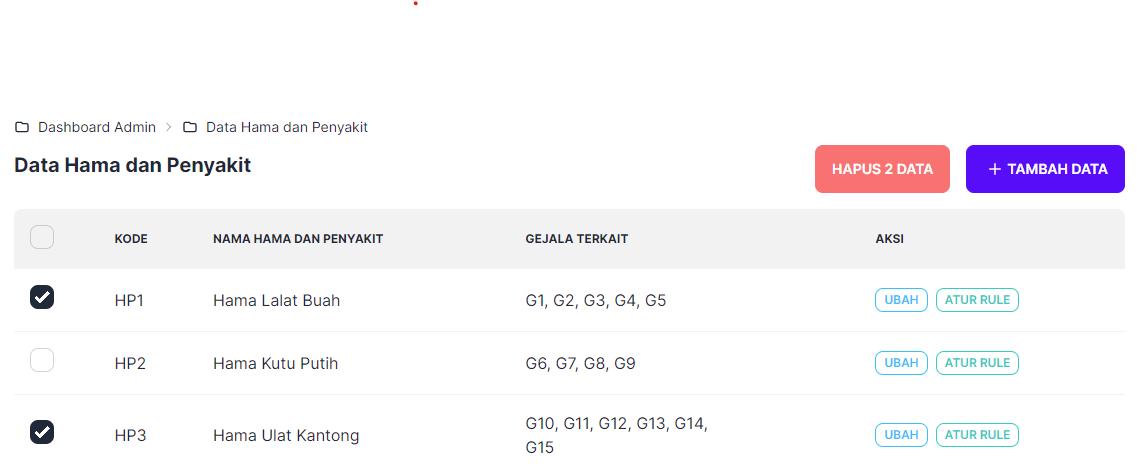 Dashboard Admin > Data Hama dan Penyakit
Data Hama dan Penyakit
HAPUS 2 DATA
+ TAMBAH DATA
KODE NAMA HAMA DAN PENYAKIT GEJALA TERKAIT AKSI
HP1 Hama Lalat Buah G1, G2, G3, G4, G5 UBAH ATUR RULE
HP2 Hama Kutu Putih G6, G7, G8, G9 UBAH ATUR RULE
HP3 Hama Ulat Kantong G10, G11, G12, G13, G14, UBAH ATUR RULE
G15